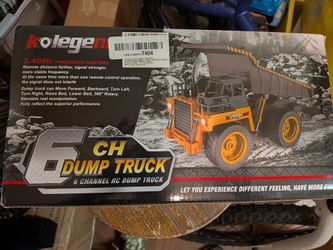 kolegend
7404
2.4GHz FREQUENCY CONTROL
Remote distance farther, signal stronger,
more stable frequency.
At the same time more than one remote control operation,
the signal does not interfere.
Dump truck can Move Forward, Backward, Turn Left,
Turn Right, Raise Bed, Lower Bed, 360° Rotary.
Simulate real manipulation.
Fully reflect the superior performance.
6 CH
DUMP TRUCK
6 CHANNEL RC DUMP TRUCK
LET YOU EXPERIENCE DIFFERENT FEELING, HAVE MORE